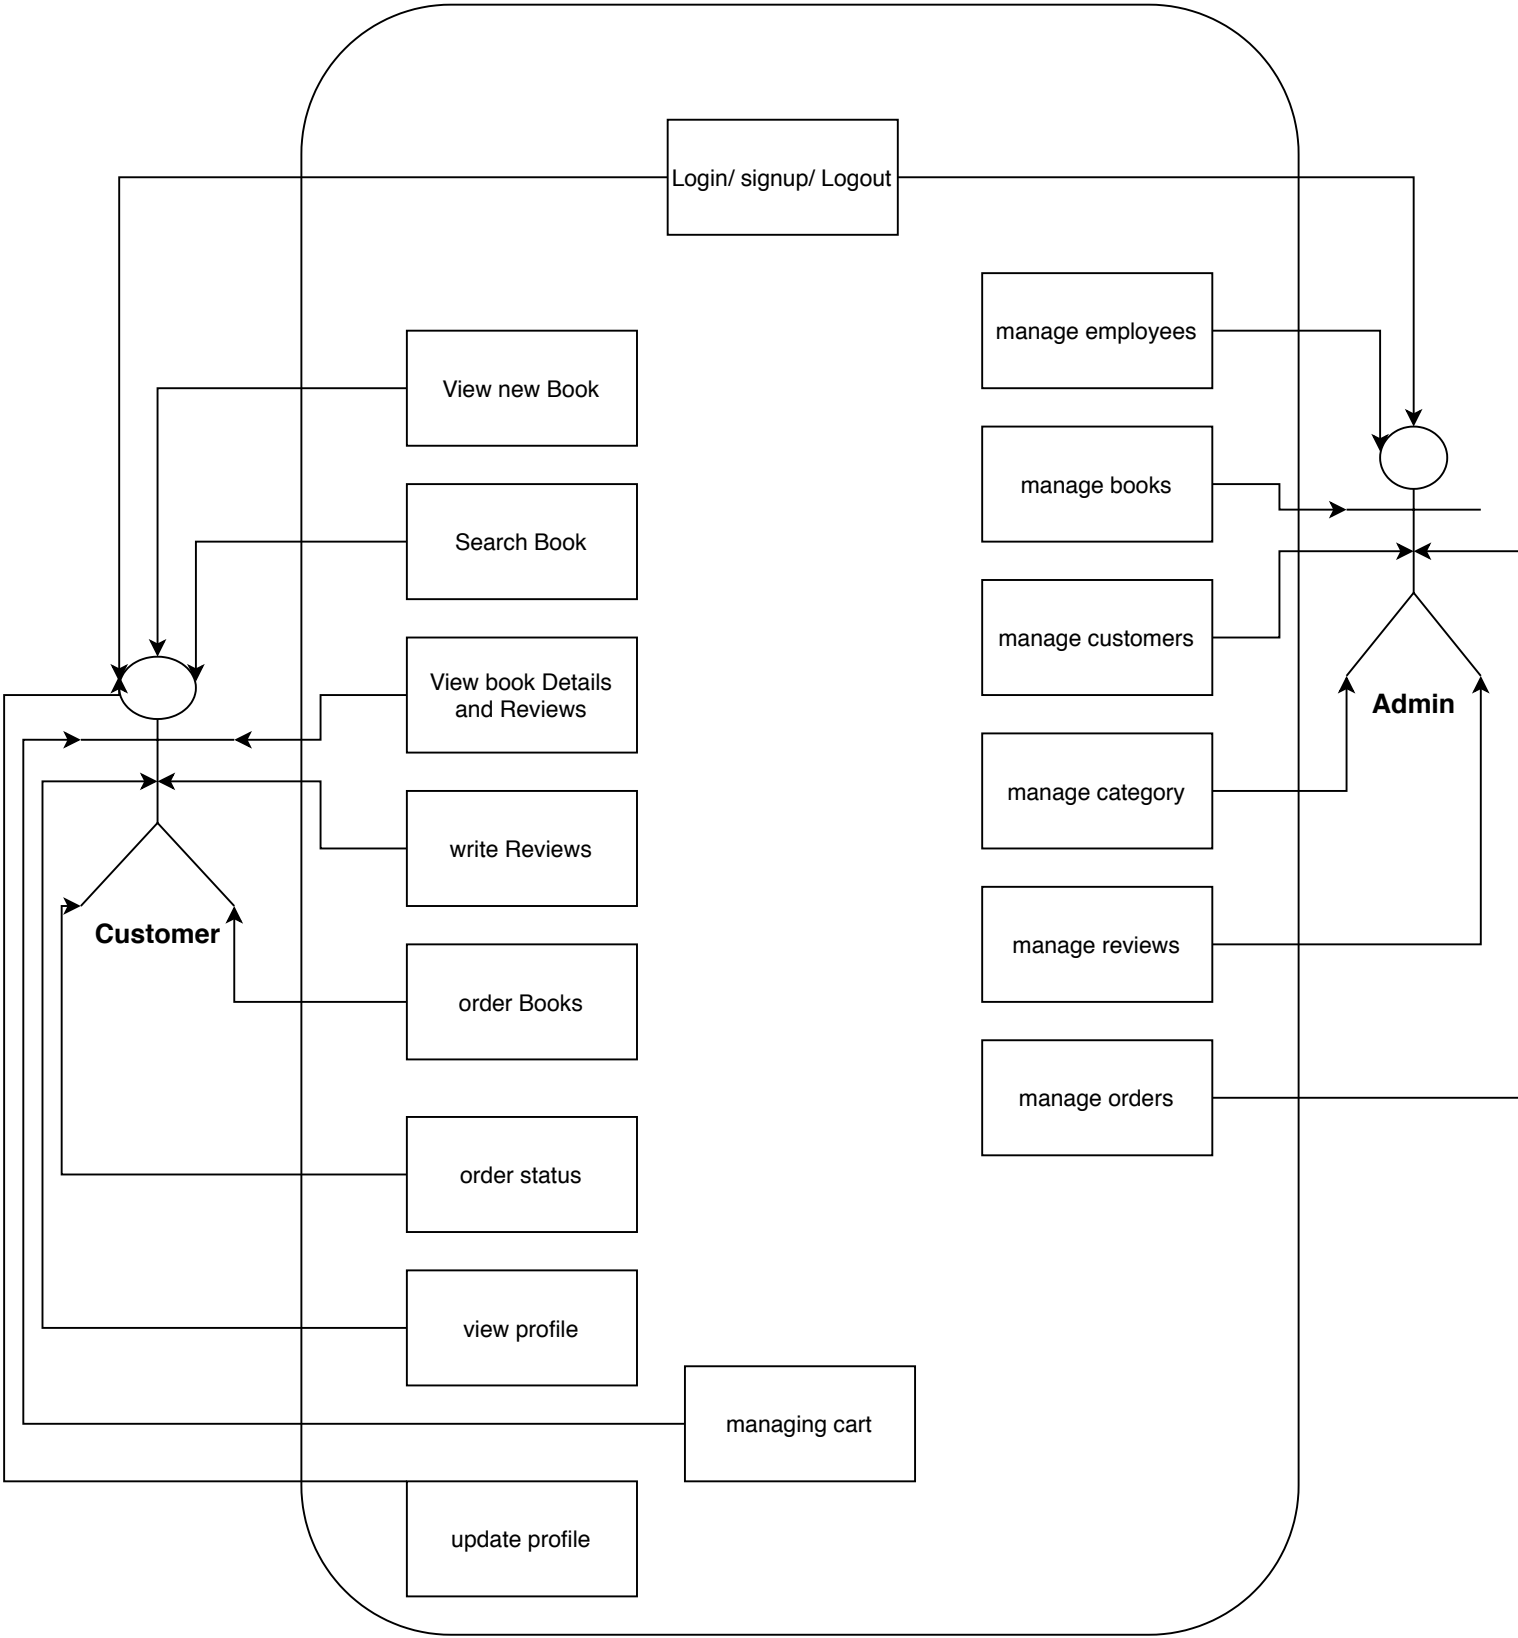 Login/ signup/ Logout
manage employees
View new Book
manage books
Search Book
manage customers
View book Details
and Reviews
Admin
manage category
write Reviews
Customer
manage reviews
order Books
manage orders
order status
view profile
managing cart
update profile